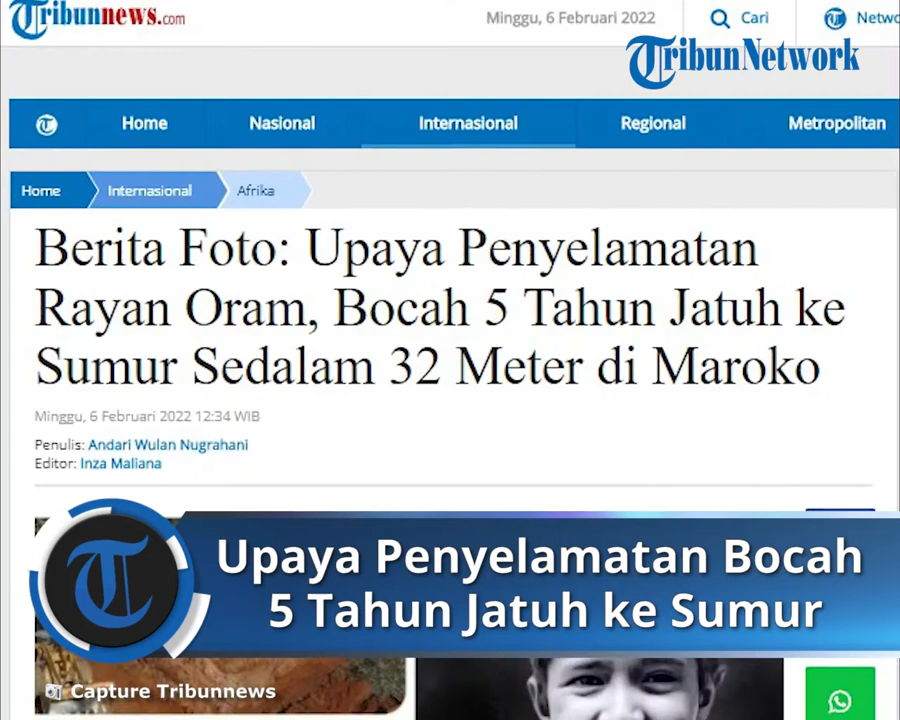 Tribunnews.com
Minggu, 6 Februari 2022
Cari
Netwo
TribunNetwork
Home
Nasional
Internasional
Regional
Metropolitan
Home
Internasional
Afrika
Berita Foto: Upaya Penyelamatan
Rayan Oram, Bocah 5 Tahun Jatuh ke
Sumur Sedalam 32 Meter di Maroko
Minggu, 6 Februari 2022 12:34 WIB
Penulis: Andari Wulan Nugrahani
Editor: Inza Maliana
Upaya Penyelamatan Bocah
5 Tahun Jatuh ke Sumur
Capture Tribunnews